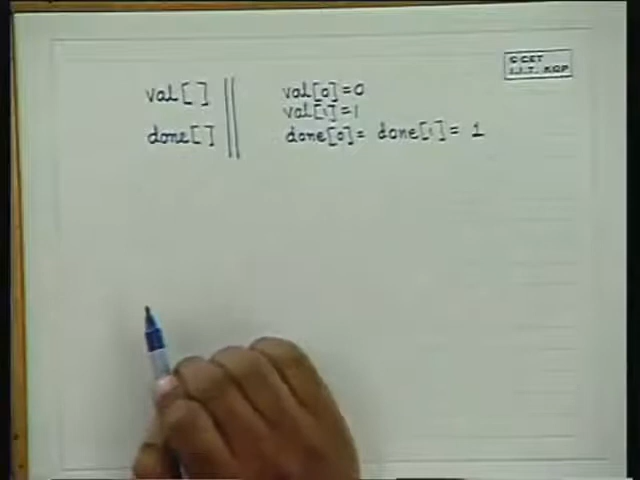 ©CET
I.I.T. KGP
val[ ] val[0]=0
val[1]=1
done[ ] done[0]= done[1]= 1